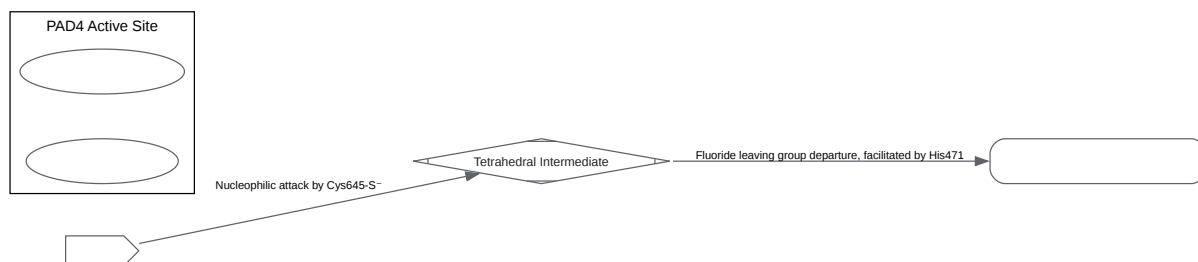 PAD4 Active Site
Tetrahedral Intermediate
Fluoride leaving group departure, facilitated by His471
Nucleophilic attack by Cys645-S⁻